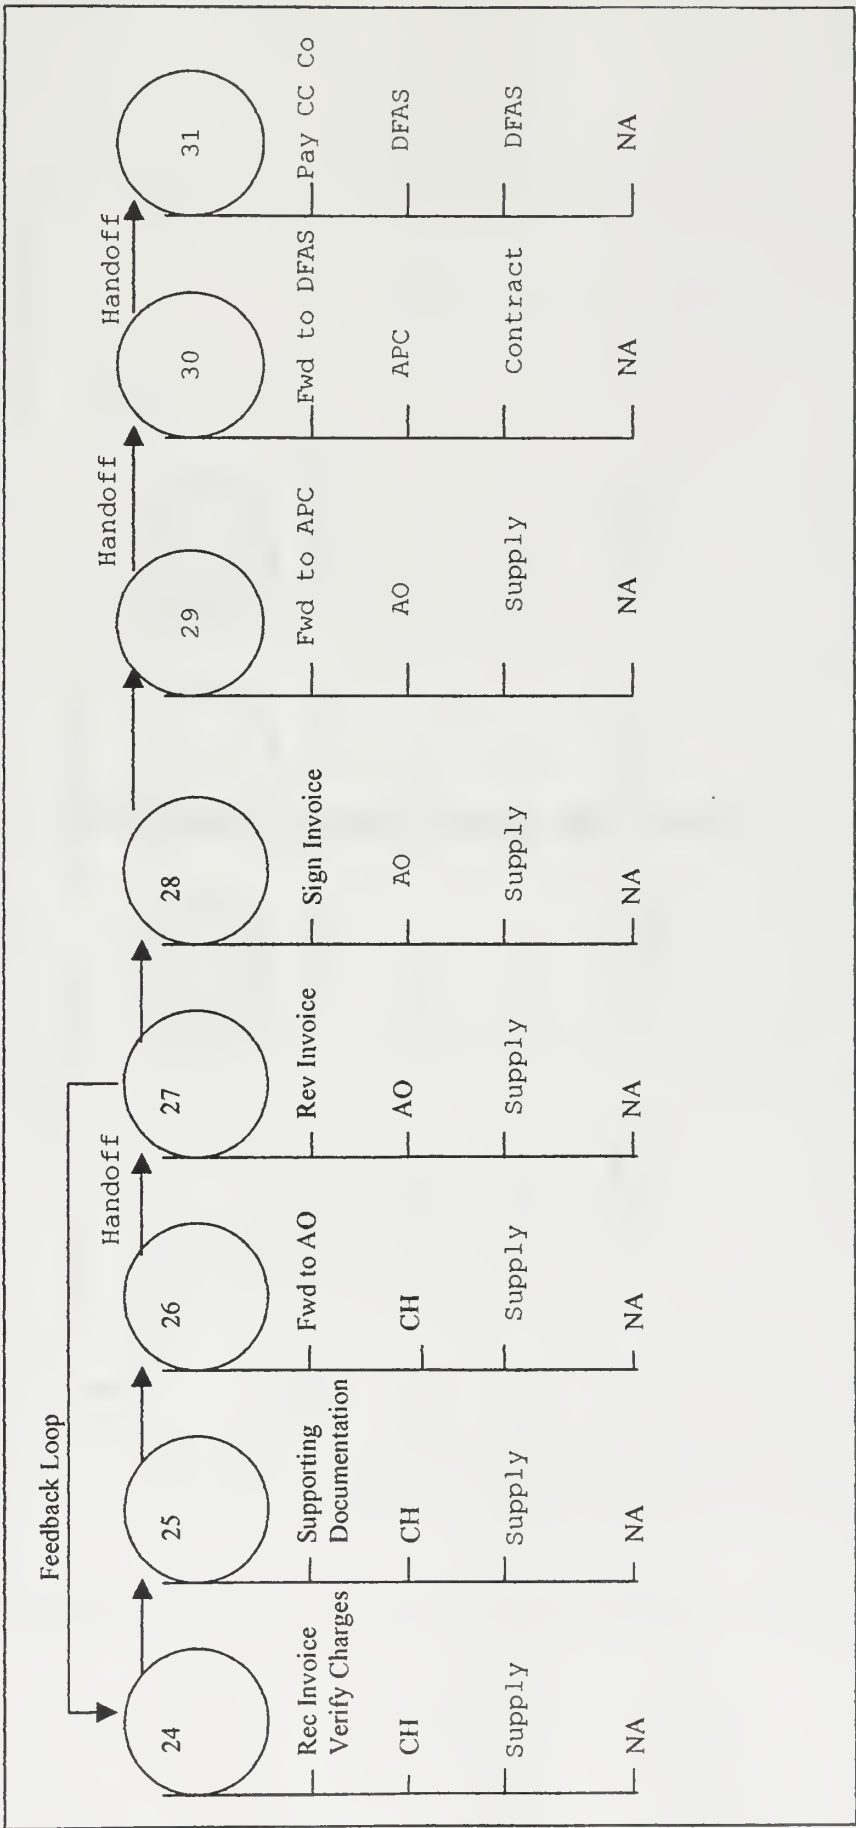 Feedback Loop
Handoff
Handoff
Handoff
24
25
26
27
28
29
30
31
Rec Invoice
Verify Charges
Supporting
Documentation
Fwd to AO
Rev Invoice
Sign Invoice
Fwd to APC
Fwd to DFAS
Pay CC Co
CH
CH
CH
AO
AO
AO
APC
DFAS
Supply
Supply
Supply
Supply
Supply
Supply
Contract
DFAS
NA
NA
NA
NA
NA
NA
NA
NA